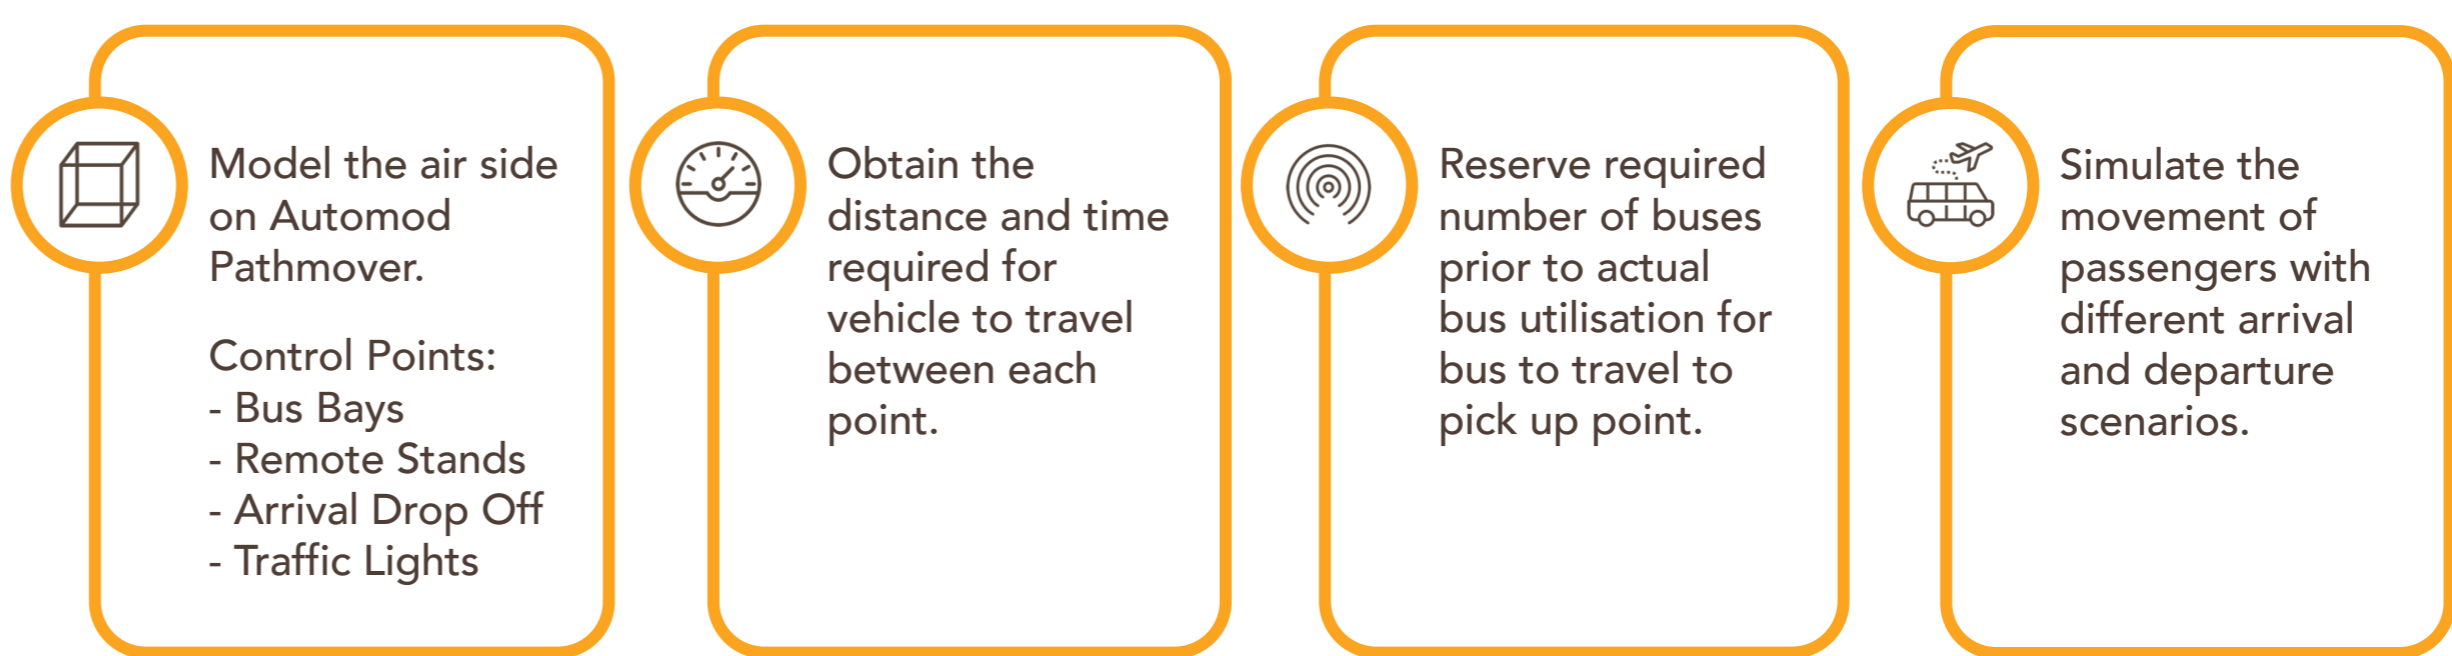 Model the air side
on Automod
Pathmover.
Control Points:
- Bus Bays
- Remote Stands
- Arrival Drop Off
- Traffic Lights
Obtain the
distance and time
required for
vehicle to travel
between each
point.
Reserve required
number of buses
prior to actual
bus utilisation for
bus to travel to
pick up point.
Simulate the
movement of
passengers with
different arrival
and departure
scenarios.